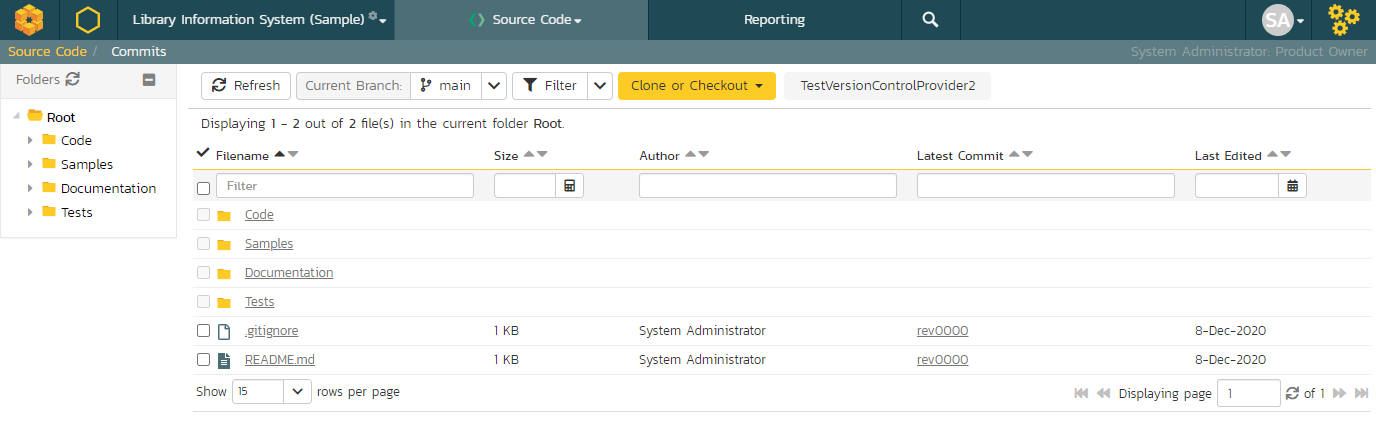 Library Information System (Sample) Source Code Reporting SA
Source Code / Commits System Administrator: Product Owner
Folders
Root
Code
Samples
Documentation
Tests
Refresh Current Branch: main Filter Clone or Checkout TestVersionControlProvider2
Displaying 1 - 2 out of 2 file(s) in the current folder Root.
Filename Size Author Latest Commit Last Edited
Filter
Code
Samples
Documentation
Tests
.gitignore 1 KB System Administrator rev0000 8-Dec-2020
README.md 1 KB System Administrator rev0000 8-Dec-2020
Show 15 rows per page Displaying page 1 of 1